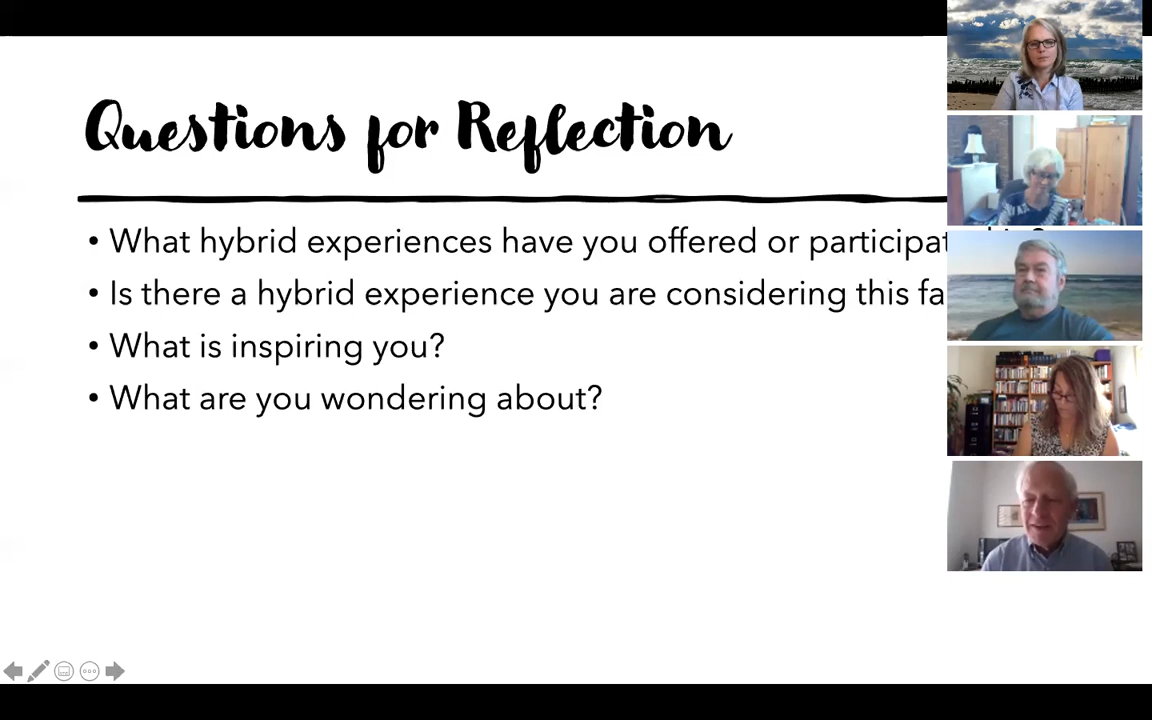 Questions for Reflection
• What hybrid experiences have you offered or participat
• Is there a hybrid experience you are considering this fa
• What is inspiring you?
• What are you wondering about?